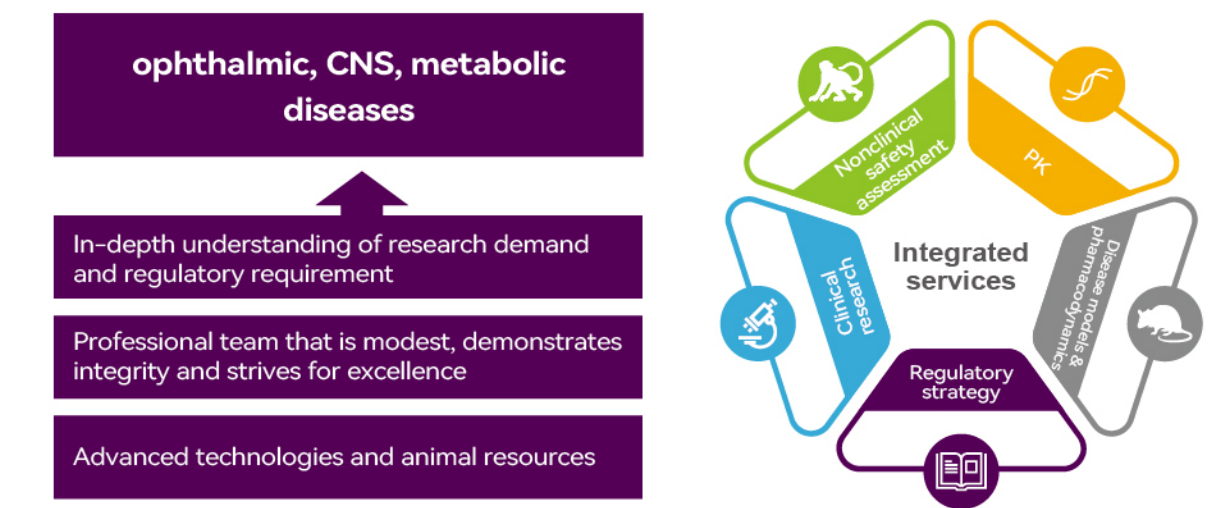 ophthalmic, CNS, metabolic
diseases
In-depth understanding of research demand
and regulatory requirement
Professional team that is modest, demonstrates
integrity and strives for excellence
Advanced technologies and animal resources
Nonclinical
safety
assessment
PK
Integrated
services
Clinical
research
Disease models &
pharmacodynamics
Regulatory
strategy